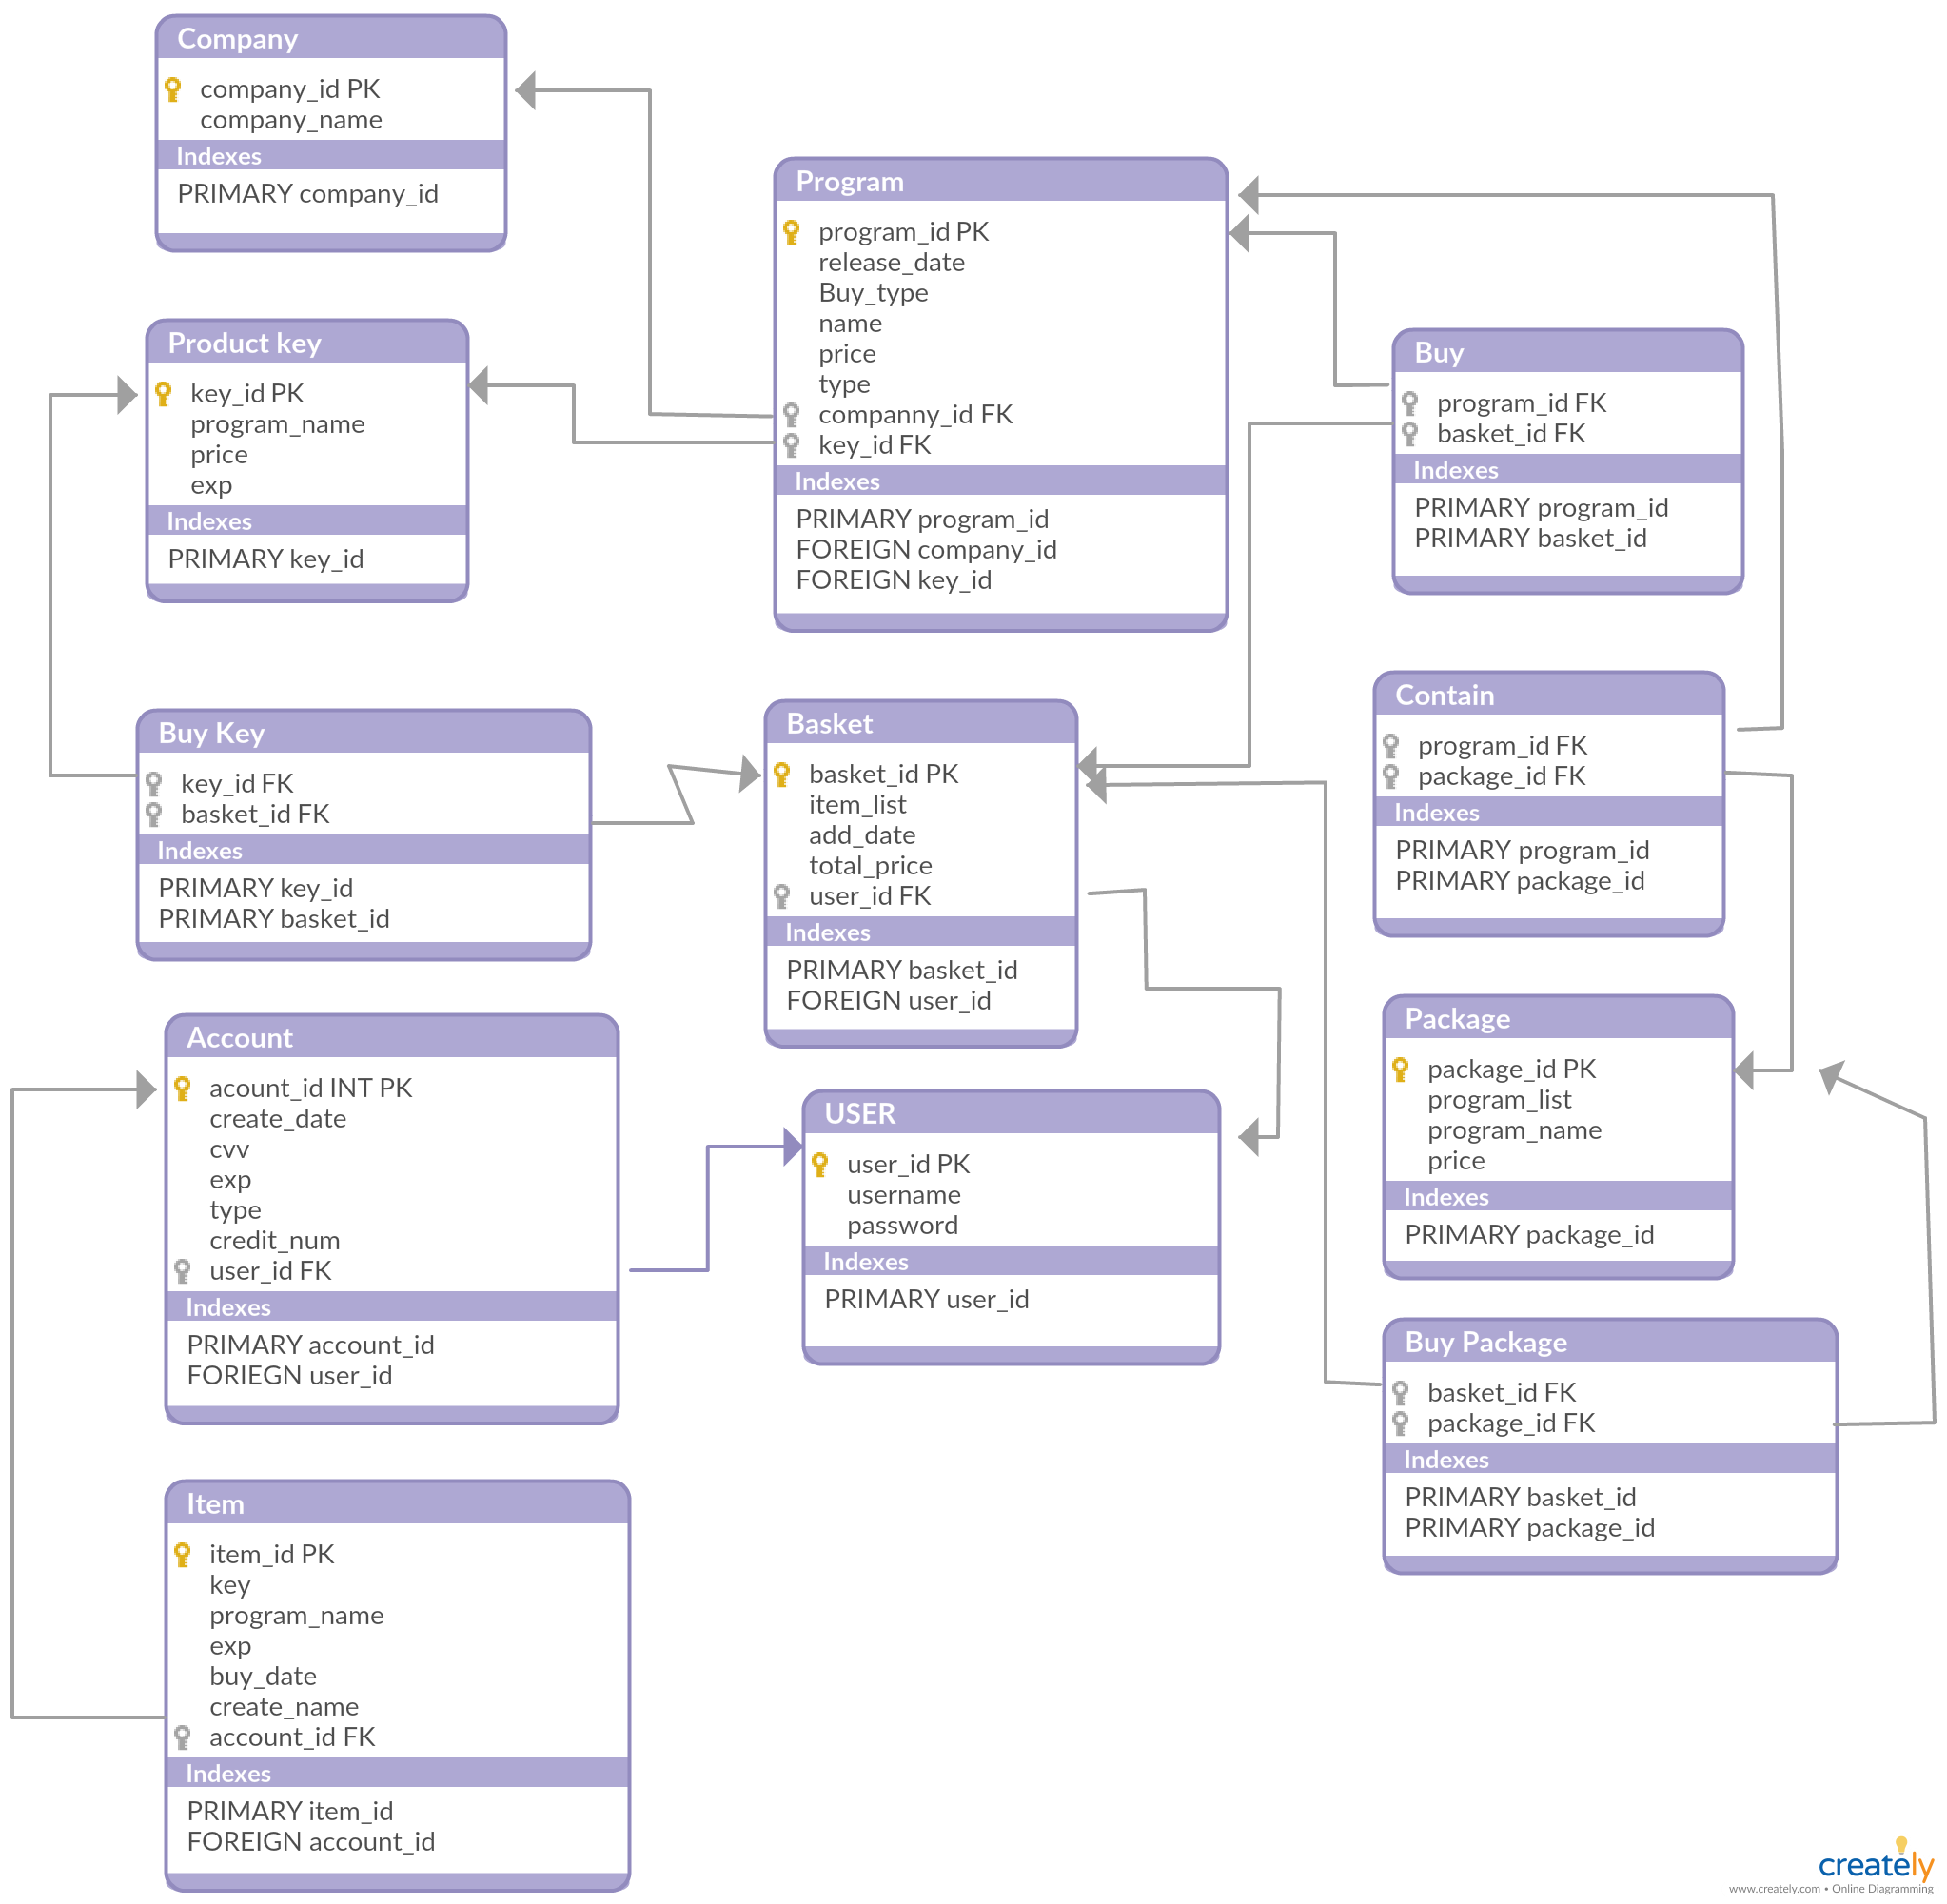 Company
company_id PK
company_name
Indexes
PRIMARY company_id
Program
program_id PK
release_date
Buy_type
name
price
type
companny_id FK
key_id FK
Indexes
PRIMARY program_id
FOREIGN company_id
FOREIGN key_id
Product key
key_id PK
program_name
price
exp
Indexes
PRIMARY key_id
Buy
program_id FK
basket_id FK
Indexes
PRIMARY program_id
PRIMARY basket_id
Buy Key
key_id FK
basket_id FK
Indexes
PRIMARY key_id
PRIMARY basket_id
Basket
basket_id PK
item_list
add_date
total_price
user_id FK
Indexes
PRIMARY basket_id
FOREIGN user_id
Contain
program_id FK
package_id FK
Indexes
PRIMARY program_id
PRIMARY package_id
Account
acount_id INT PK
create_date
cvv
exp
type
credit_num
user_id FK
Indexes
PRIMARY account_id
FORIEGN user_id
USER
user_id PK
username
password
Indexes
PRIMARY user_id
Package
package_id PK
program_list
program_name
price
Indexes
PRIMARY package_id
Buy Package
basket_id FK
package_id FK
Indexes
PRIMARY basket_id
PRIMARY package_id
Item
item_id PK
key
program_name
exp
buy_date
create_name
account_id FK
Indexes
PRIMARY item_id
FOREIGN account_id
creately
www.creately.com • Online Diagramming